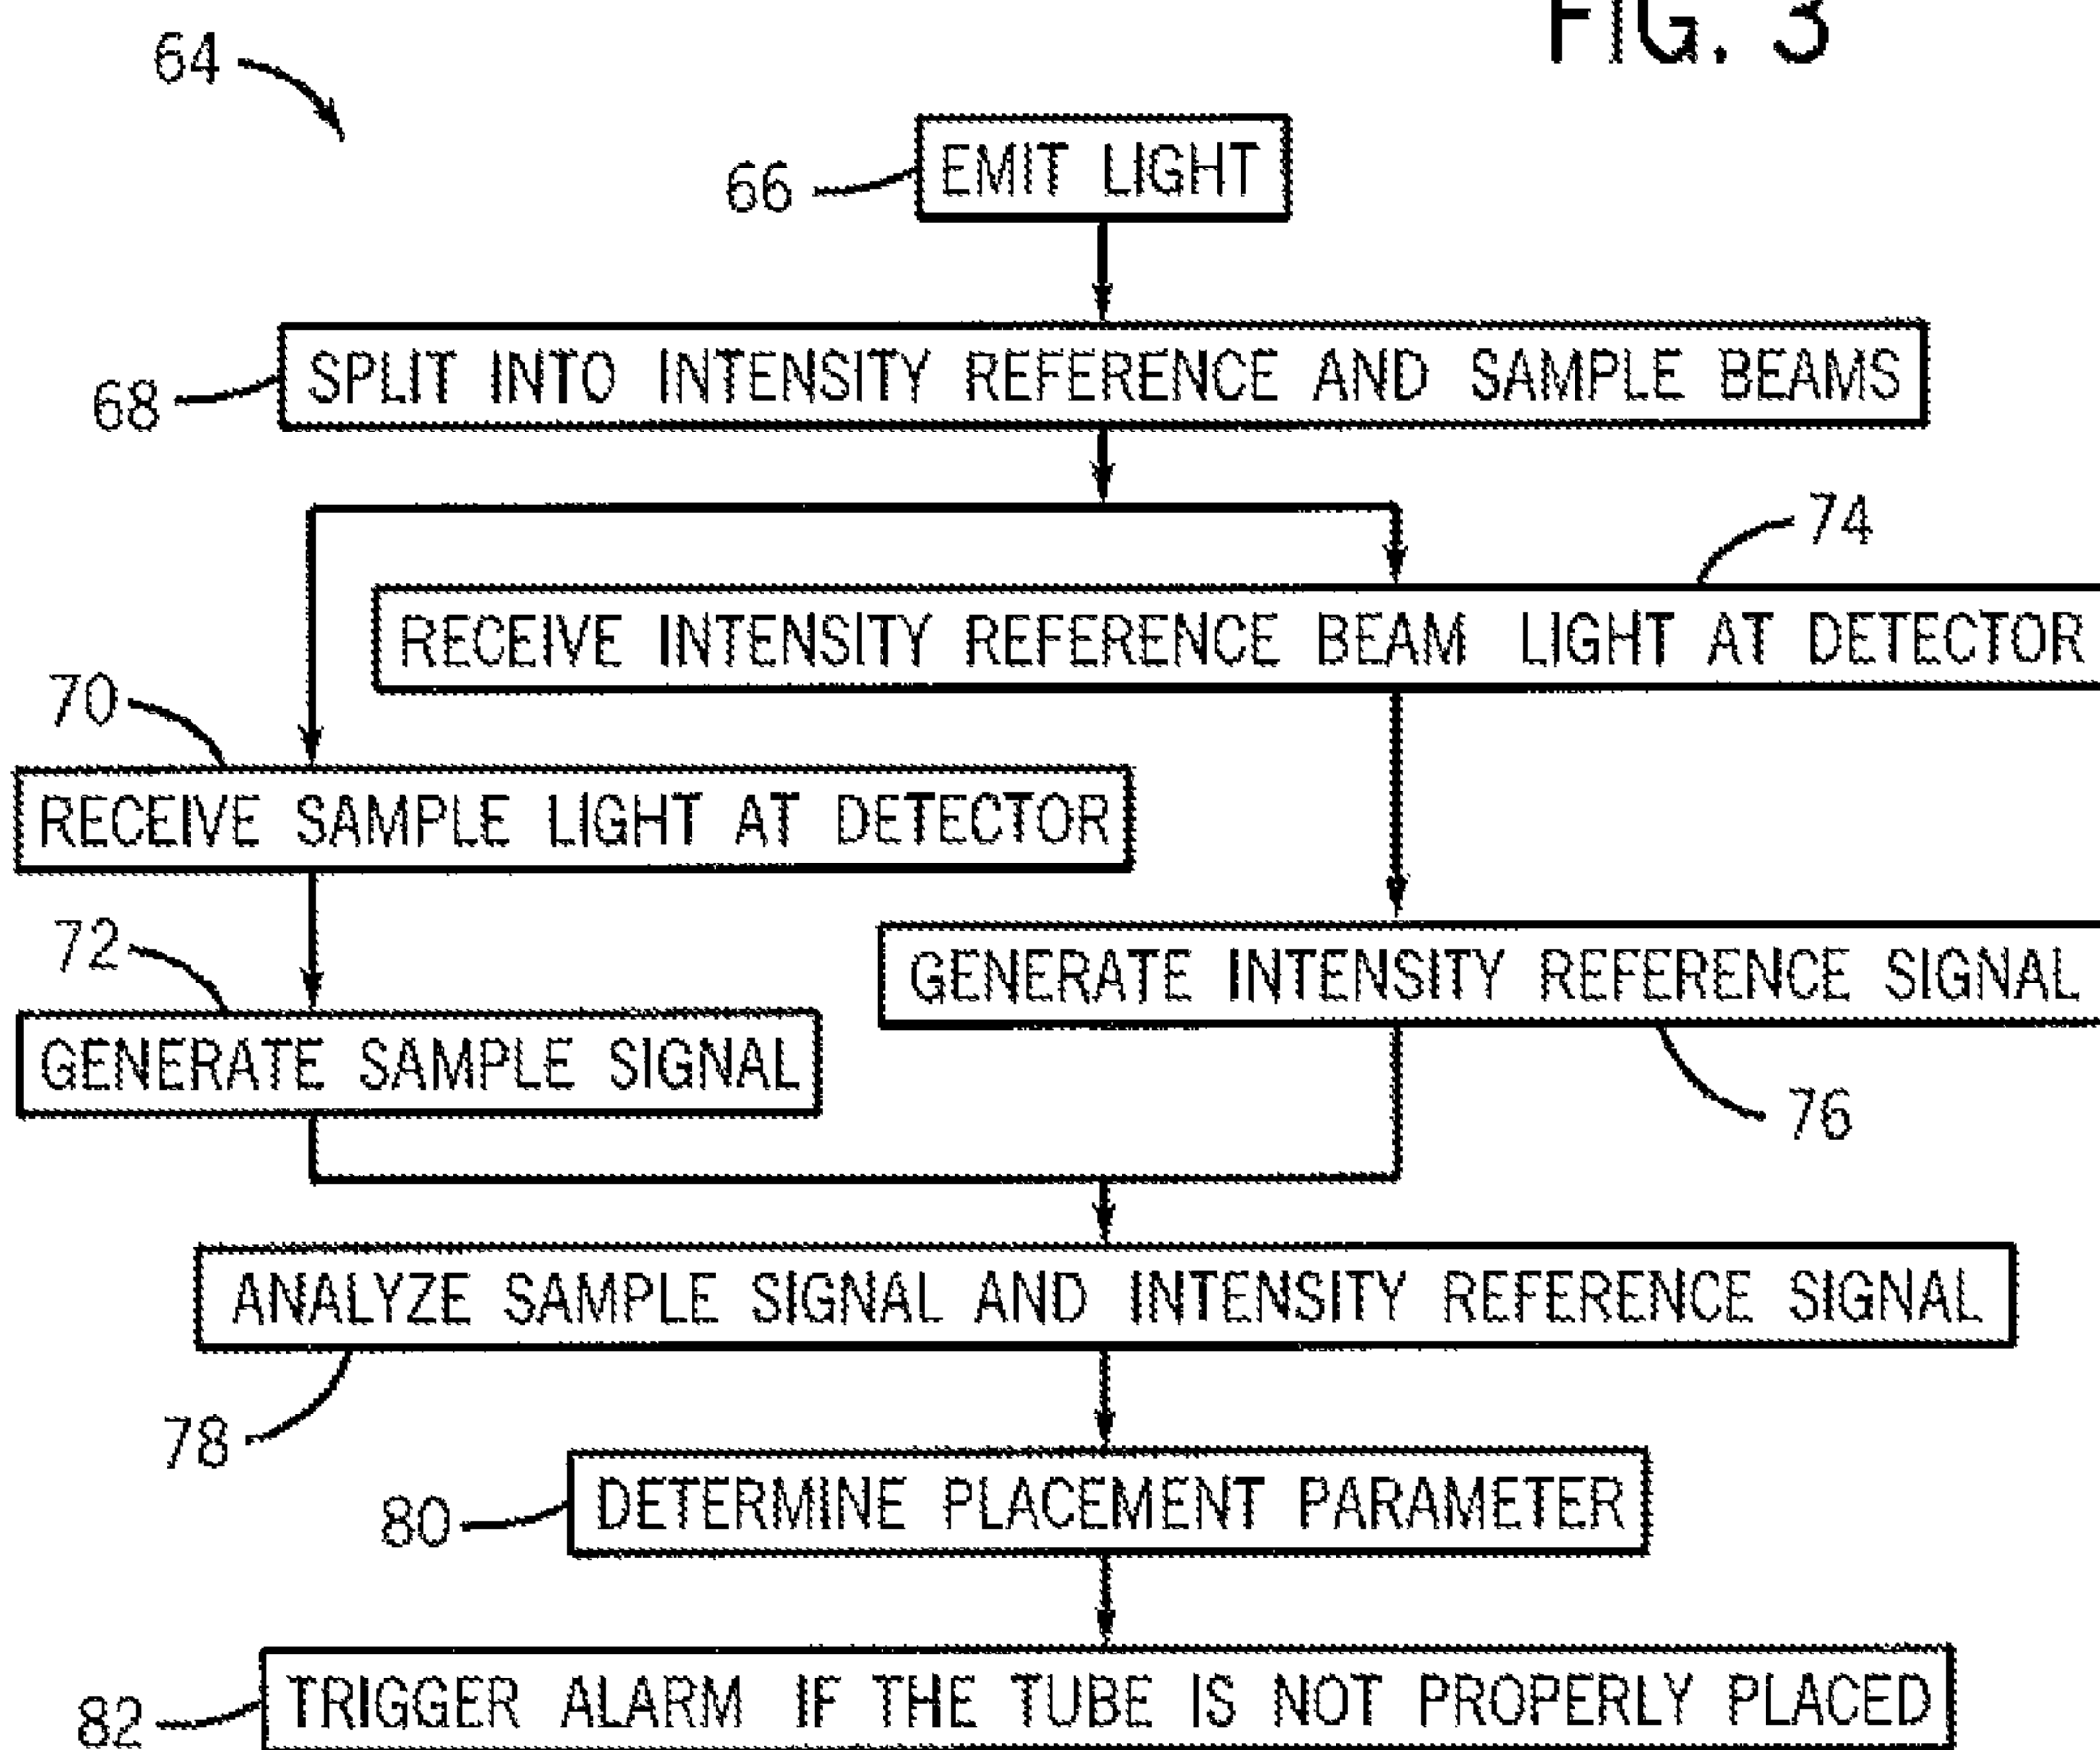 FIG. 3
64
66
EMIT LIGHT
68
SPLIT INTO INTENSITY REFERENCE AND SAMPLE BEAMS
74
RECEIVE INTENSITY REFERENCE BEAM LIGHT AT DETECTOR
70
RECEIVE SAMPLE LIGHT AT DETECTOR
72
GENERATE INTENSITY REFERENCE SIGNAL
GENERATE SAMPLE SIGNAL
76
ANALYZE SAMPLE SIGNAL AND INTENSITY REFERENCE SIGNAL
78
80
DETERMINE PLACEMENT PARAMETER
82
TRIGGER ALARM IF THE TUBE IS NOT PROPERLY PLACED